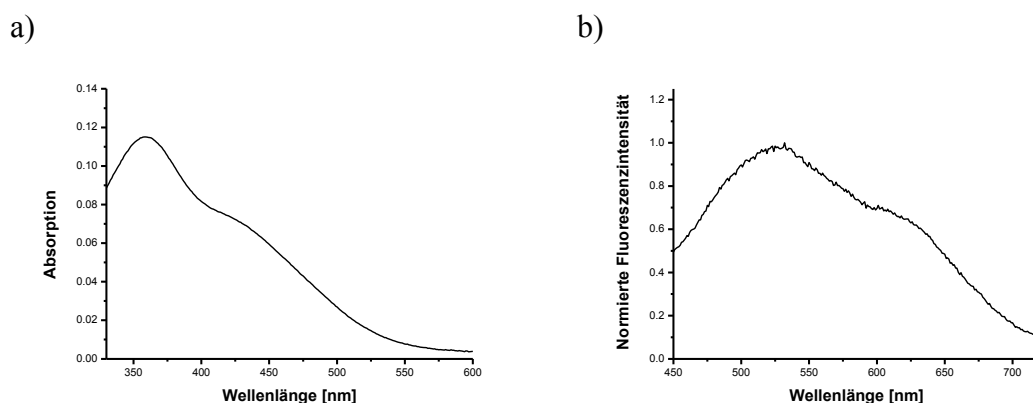 a)
b)
0.14
0.12
0.10
0.08
0.06
0.04
0.02
0.00
Absorption
350 400 450 500 550 600
Wellenlänge [nm]
1.2
1.0
0.8
0.6
0.4
0.2
0.0
Normierte Fluoreszenzintensität
450 500 550 600 650 700
Wellenlänge [nm]